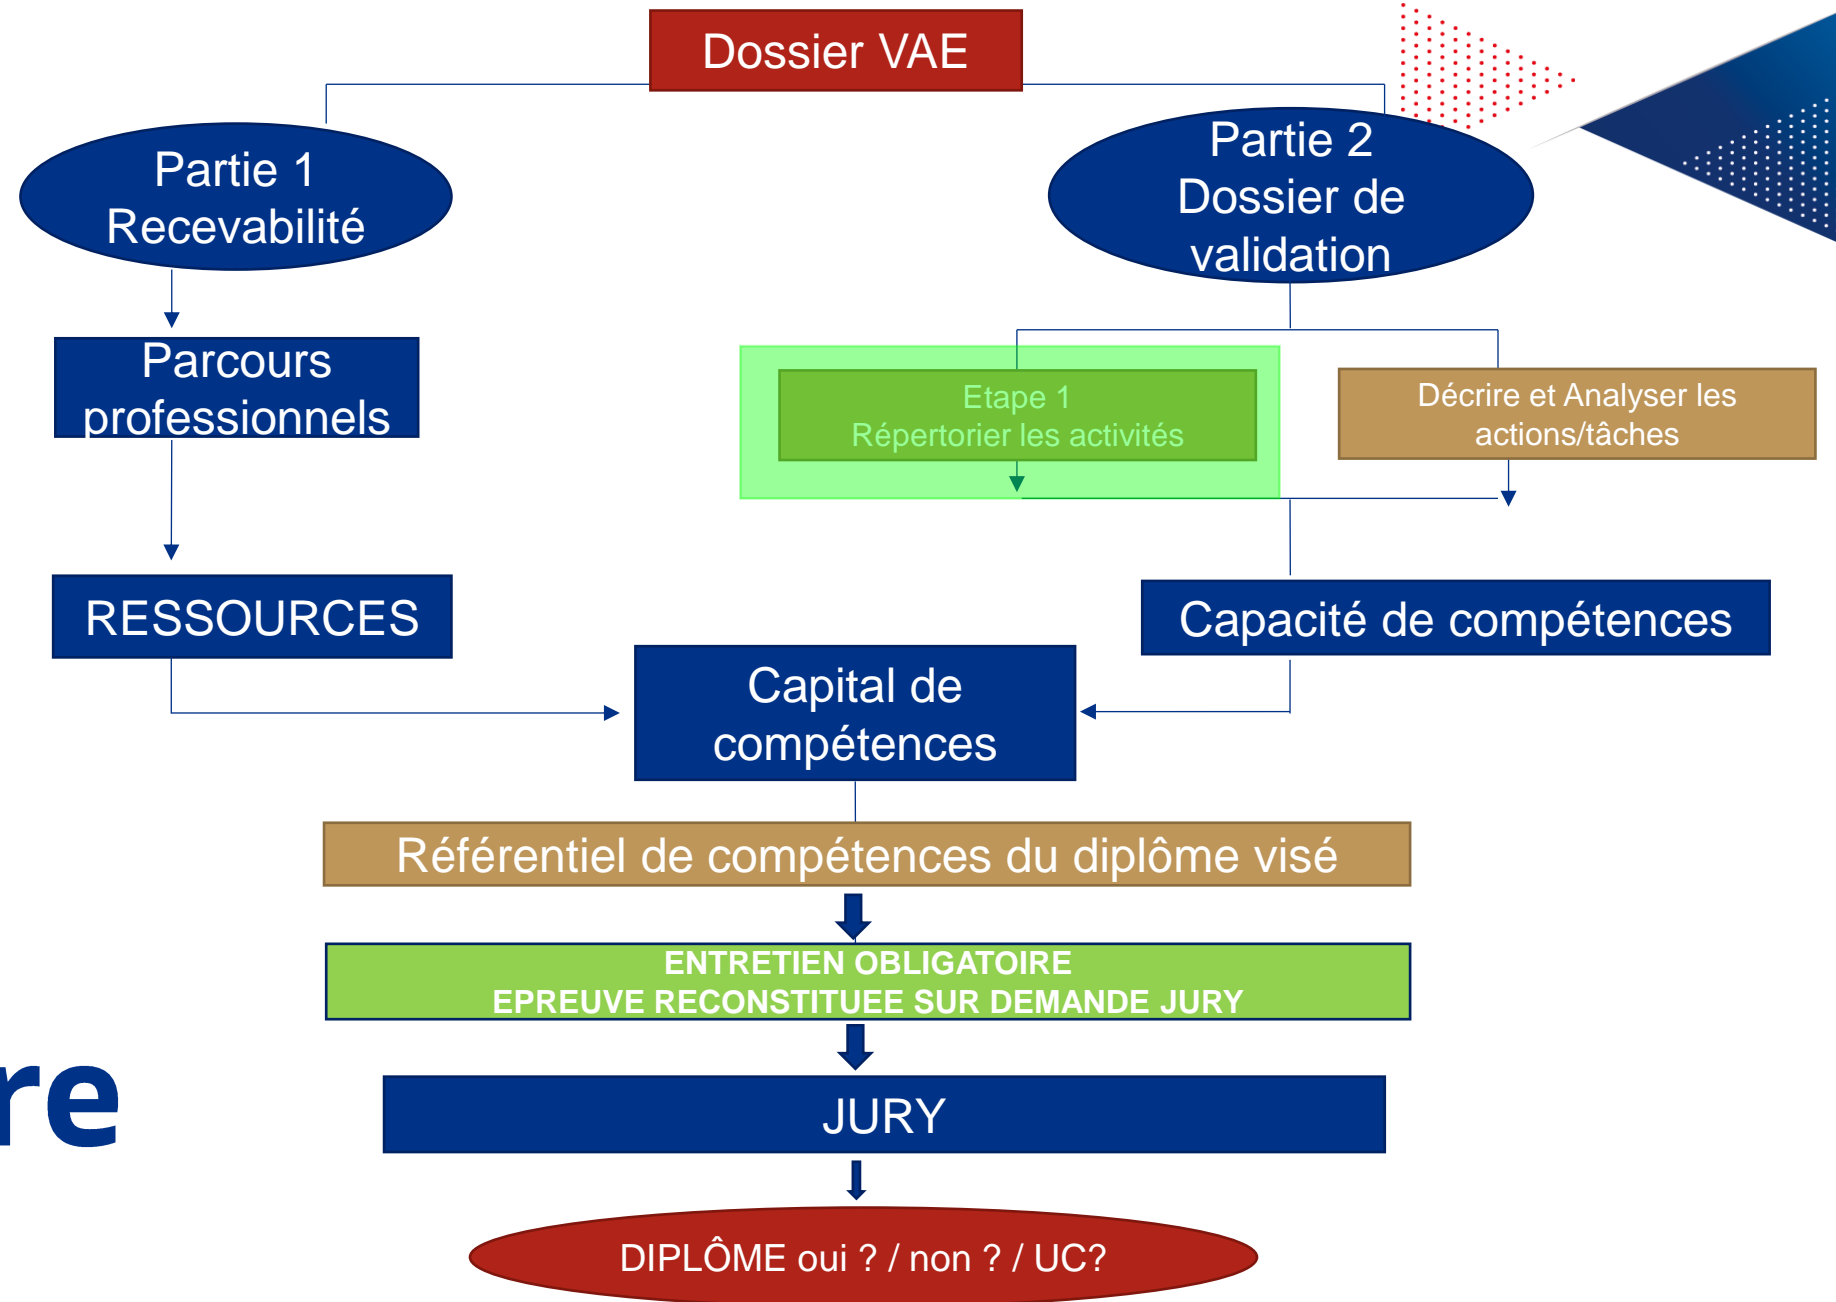 Dossier VAE
Partie 1
Recevabilité
Partie 2
Dossier de
validation
Parcours
professionnels
Etape 1
Répertorier les activités
Décrire et Analyser les
actions/tâches
RESSOURCES
Capacité de compétences
Capital de
compétences
Référentiel de compétences du diplôme visé
ENTRETIEN OBLIGATOIRE
EPREUVE RECONSTITUEE SUR DEMANDE JURY
re
JURY
DIPLÔME oui ? / non ? / UC?